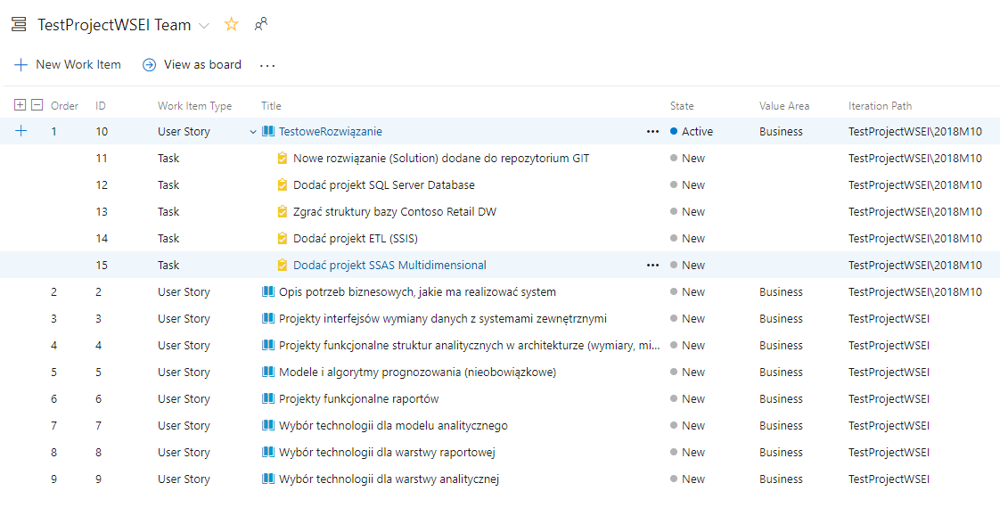 TestProjectWSEI Team
New Work Item View as board ...
Order ID Work Item Type Title State Value Area Iteration Path
1 10 User Story TestoweRozwiązanie ... Active Business TestProjectWSEI\2018M10
11 Task Nowe rozwiązanie (Solution) dodane do repozytorium GIT New TestProjectWSEI\2018M10
12 Task Dodać projekt SQL Server Database New TestProjectWSEI\2018M10
13 Task Zgrać struktury bazy Contoso Retail DW New TestProjectWSEI\2018M10
14 Task Dodać projekt ETL (SSIS) New TestProjectWSEI\2018M10
15 Task Dodać projekt SSAS Multidimensional ... New TestProjectWSEI\2018M10
2 2 User Story Opis potrzeb biznesowych, jakie ma realizować system New Business TestProjectWSEI\2018M10
3 3 User Story Projekty interfejsów wymiany danych z systemami zewnętrznymi New Business TestProjectWSEI
4 4 User Story Projekty funkcjonalne struktur analitycznych w architekturze (wymiary, mi... New Business TestProjectWSEI
5 5 User Story Modele i algorytmy prognozowania (nieobowiązkowe) New Business TestProjectWSEI
6 6 User Story Projekty funkcjonalne raportów New Business TestProjectWSEI
7 7 User Story Wybór technologii dla modelu analitycznego New Business TestProjectWSEI
8 8 User Story Wybór technologii dla warstwy raportowej New Business TestProjectWSEI
9 9 User Story Wybór technologii dla warstwy analitycznej New Business TestProjectWSEI